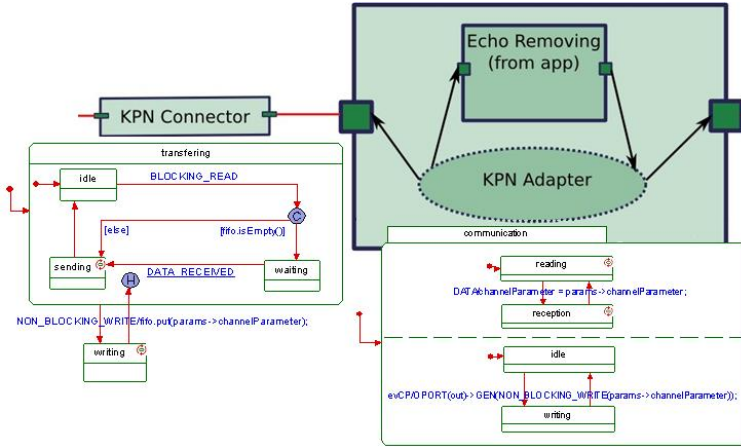 Echo Removing
(from app)
KPN Connector
KPN Adapter
transfering
idle
BLOCKING_READ
C
[else]
[fifo.isEmpty()]
sending
DATA_RECEIVED
waiting
H
NON_BLOCKING_WRITE/fifo.put(params->channelParameter);
writing
communication
reading
DATA/channelParameter = params->channelParameter;
reception
idle
evCP/OPORT(out)->GEN(NON_BLOCKING_WRITE(params->channelParameter));
writing